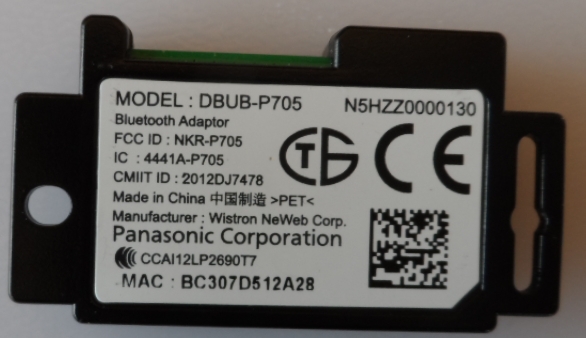 MODEL : DBUB-P705 N5HZZ0000130
Bluetooth Adaptor
FCC ID : NKR-P705
IC : 4441A-P705
CMIIT ID : 2012DJ7478
Made in China 中国制造 >PET<
Manufacturer : Wistron NeWeb Corp.
Panasonic Corporation
CCAI12LP2690T7
MAC : BC307D512A28
CE